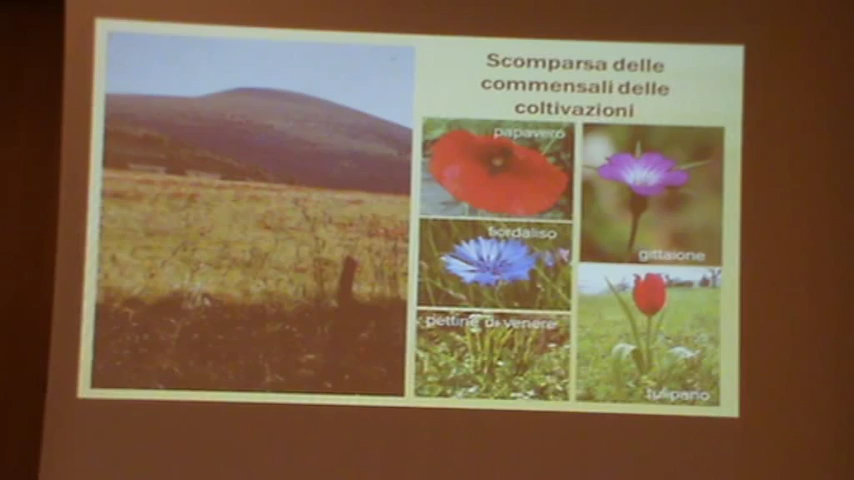 Scomparsa delle
commensali delle
coltivazioni
papavero
fiordaliso
gittaione
pettine di venere
tulipano